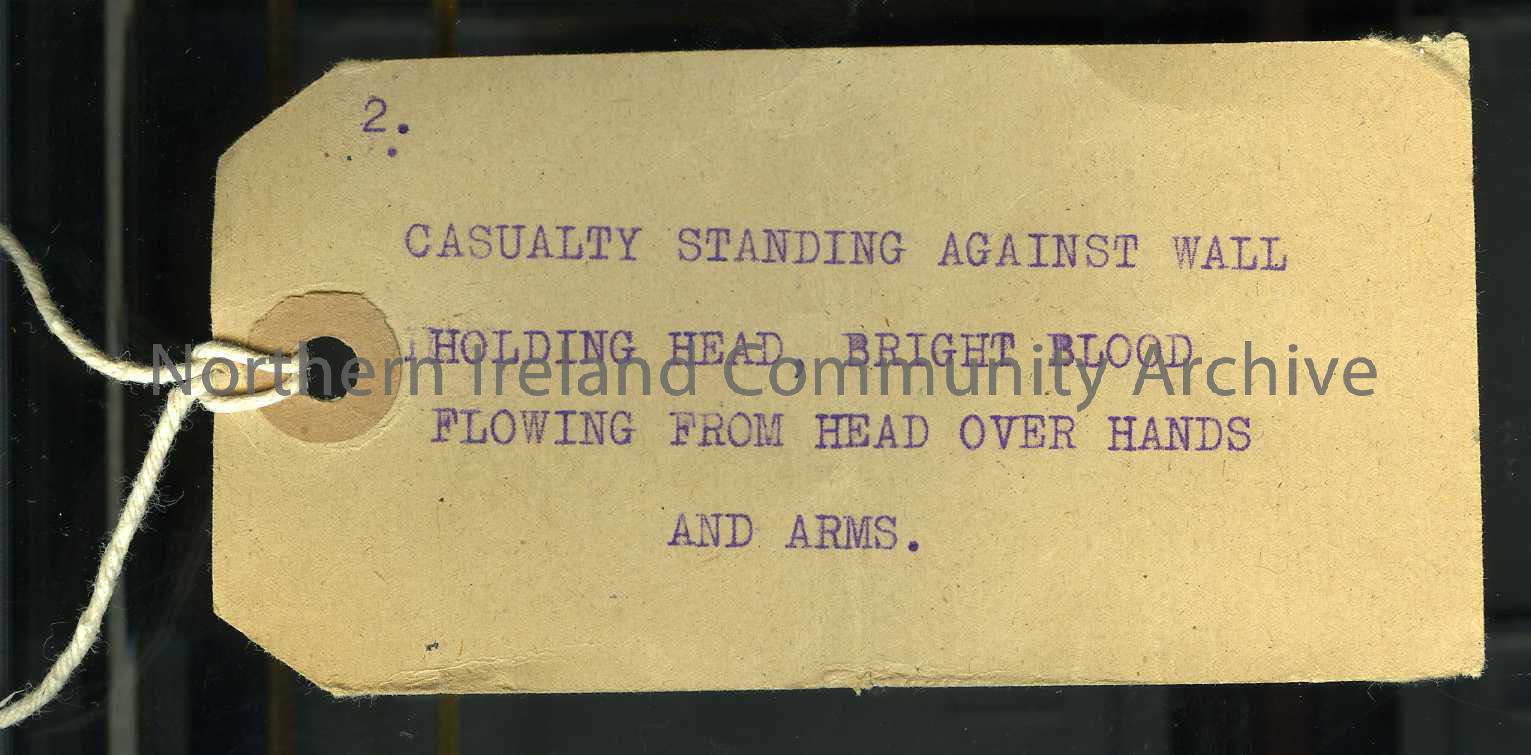 2.
CASUALTY STANDING AGAINST WALL
HOLDING HEAD, BRIGHT BLOOD
Northern Ireland Community Archive
FLOWING FROM HEAD OVER HANDS
AND ARMS.